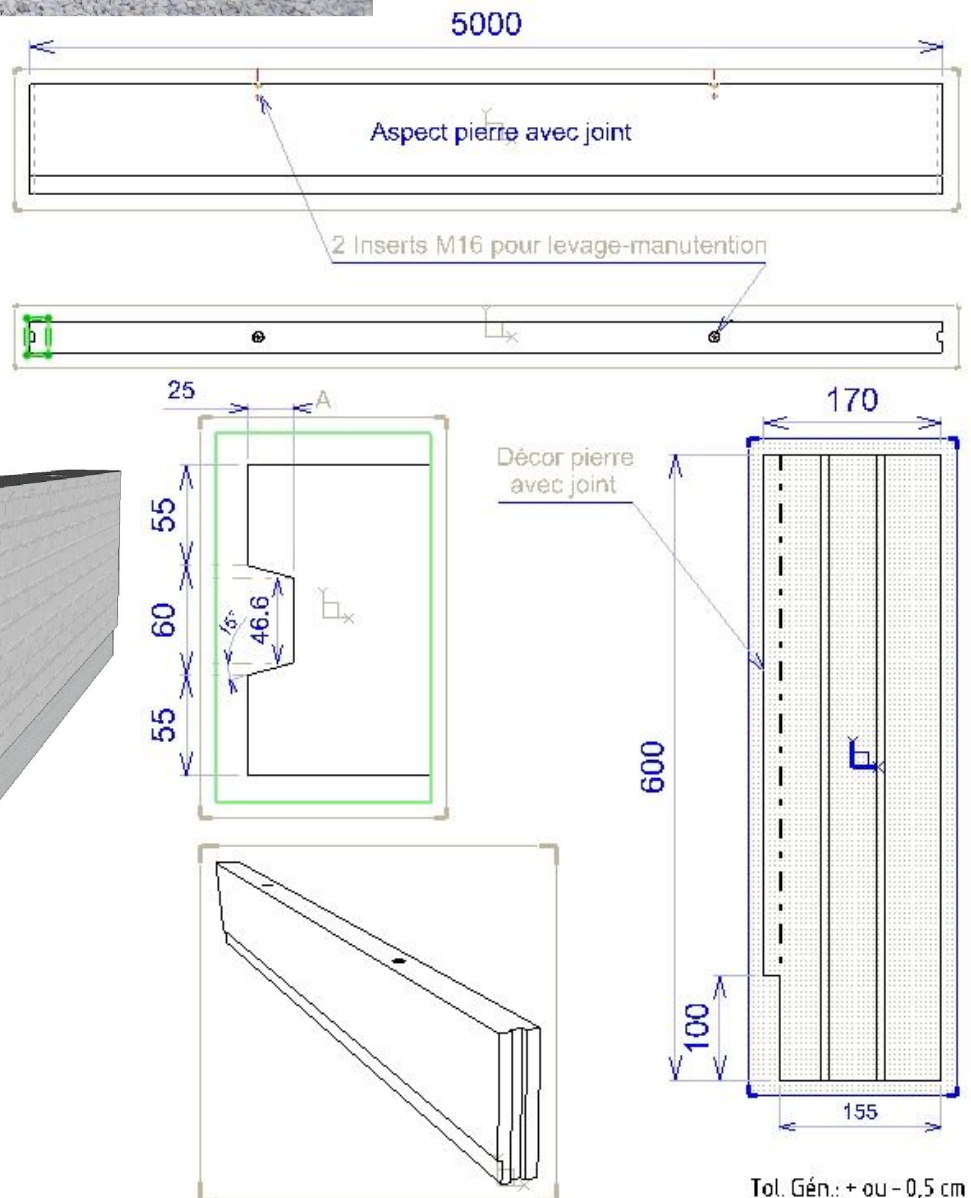 5000
Aspect pierre avec joint
2 Inserts M16 pour levage-manutention
25
A
170
Décor pierre
avec joint
55
60
46.6
15°
55
600
100
155
Tol. Gén.: + ou - 0,5 cm